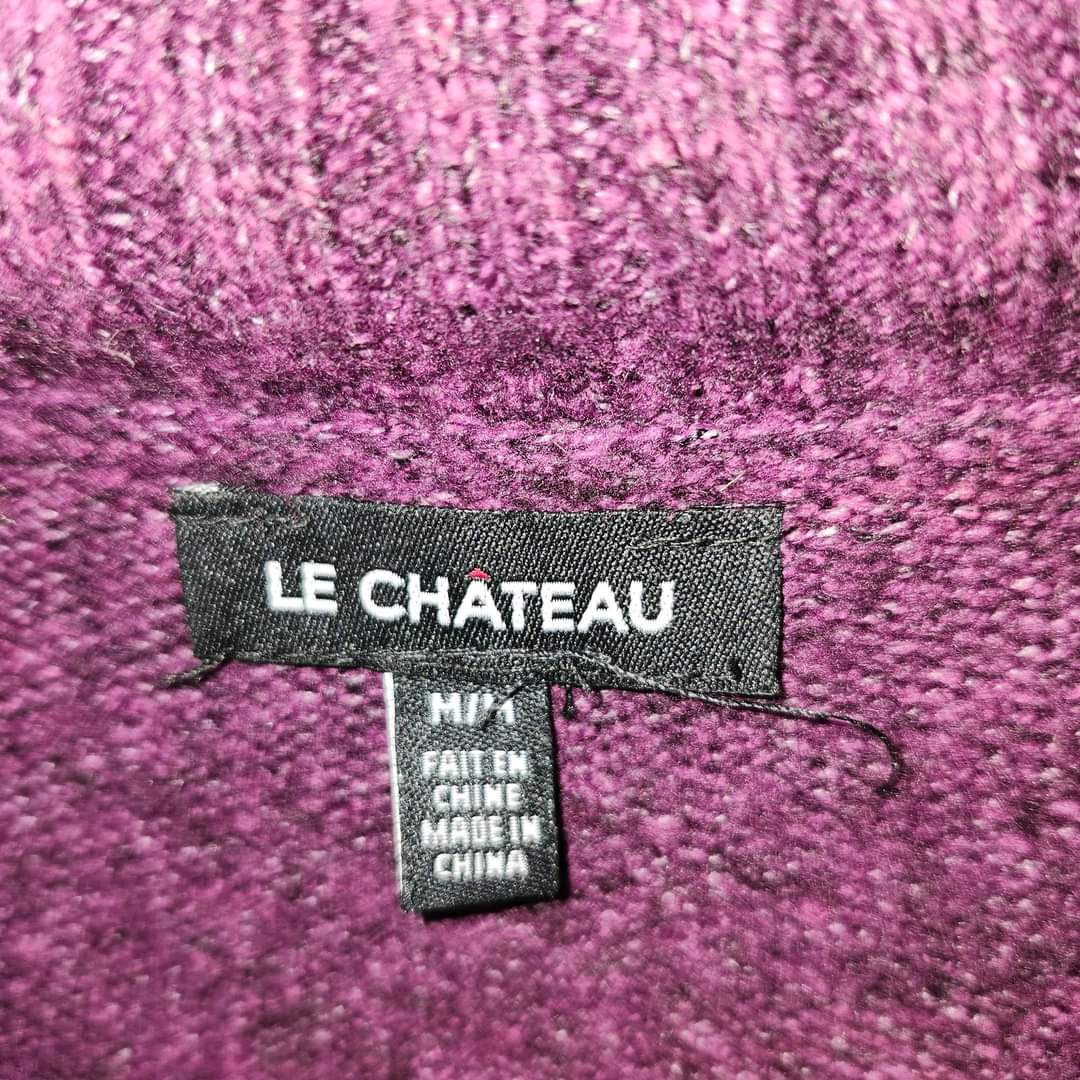 LE CHÂTEAU
M/M
FAIT EN
CHINE
MADE IN
CHINA